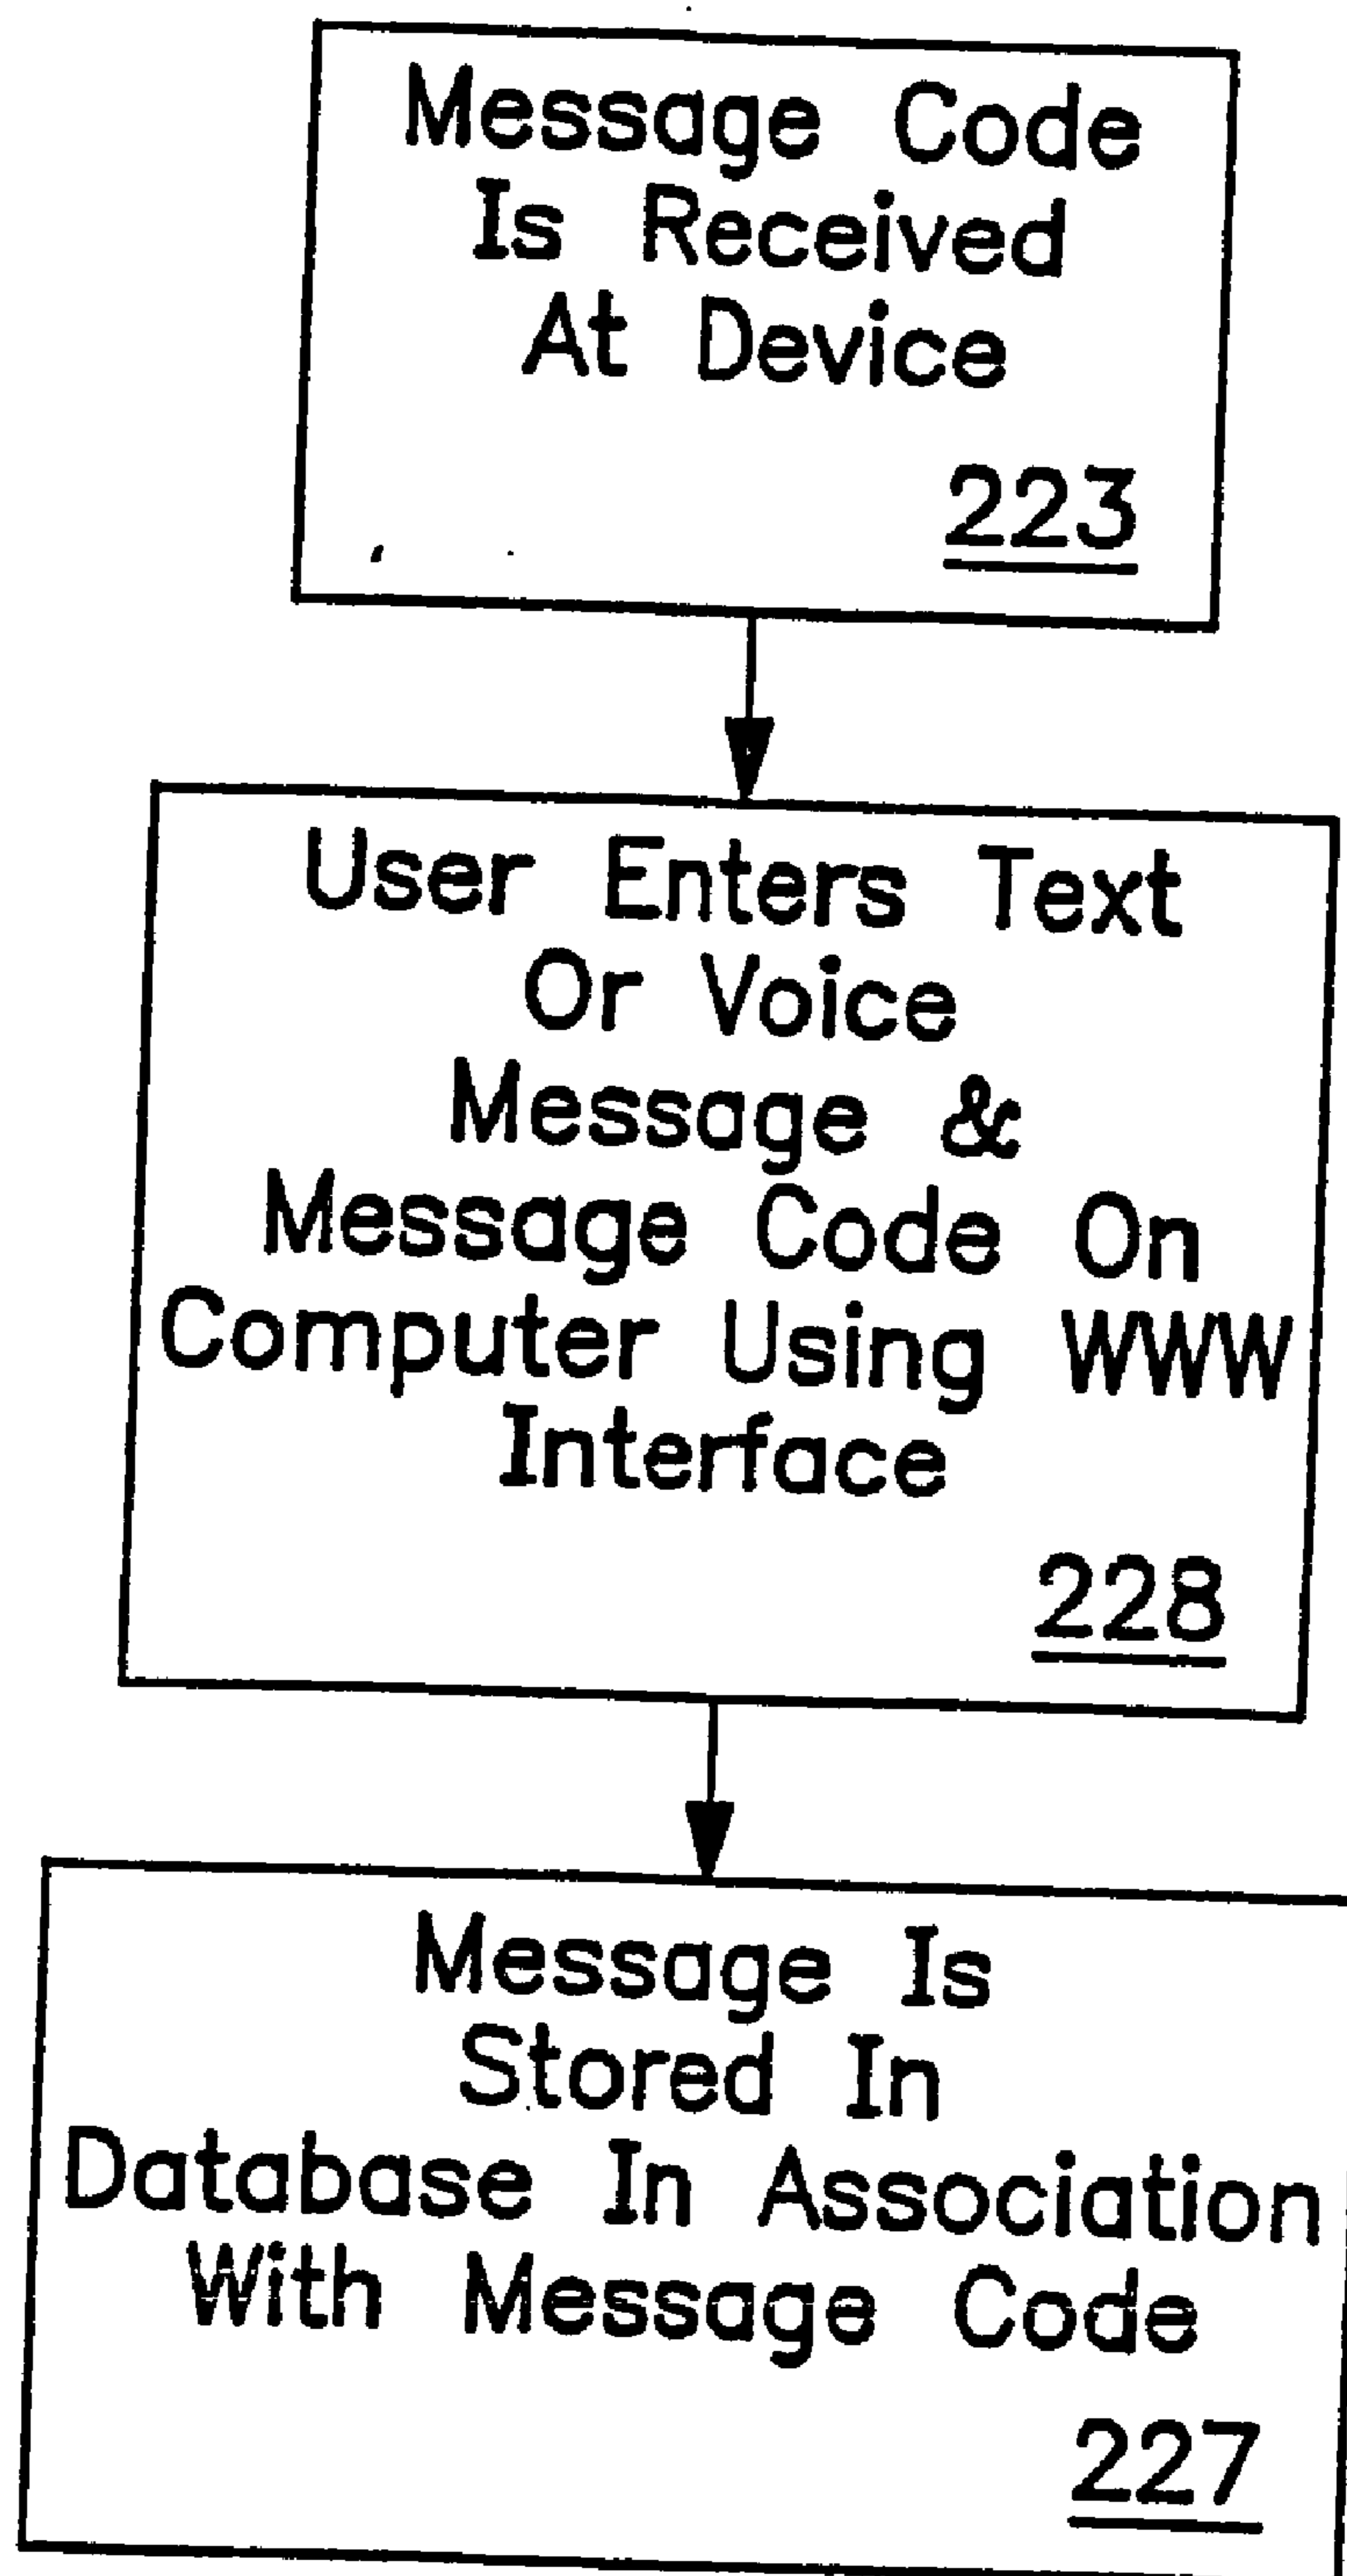 Message Code
Is Received
At Device
223
User Enters Text
Or Voice
Message &
Message Code On
Computer Using WWW
Interface
228
Message Is
Stored In
Database In Association
With Message Code
227